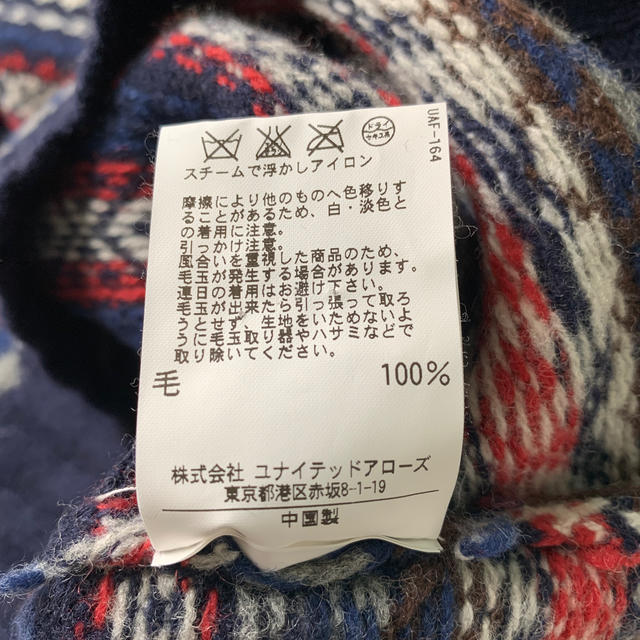 UAF-164
ドライ
セキユ系
スチームで浮かしアイロン
摩擦により他のものへ色移りす
ることがあるため、白・淡色と
の着用に注意。
引っかけ注意。
風合いを重視した商品のため、
毛玉が発生する場合があります。
連日の着用はお避け下さい。
毛玉が出来たら引っ張って取ろ
うとせず、生地をいためないよ
うに毛玉取り器やハサミなどで
取り除いてください。
毛 100%
株式会社 ユナイテッドアローズ
東京都港区赤坂8-1-19
中国製